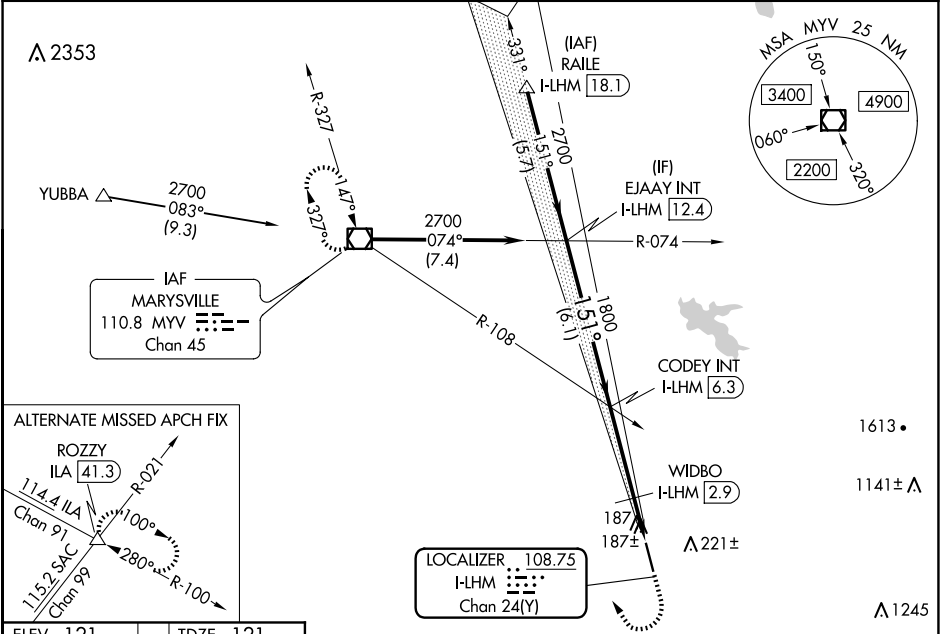 2353
(IAF)
RAILE
I-LHM 18.1
331°
2700
151°
(5.7)
MSA MYV 25 NM
150°
3400
4900
060°
2200
320°
R-327
147°
327°
YUBBA
2700
083°
(9.3)
2700
074°
(7.4)
(IF)
EJAAY INT
I-LHM 12.4
R-074
IAF
MARYSVILLE
110.8 MYV
Chan 45
R-108
1800
151°
(6.1)
CODEY INT
I-LHM 6.3
1613
1141±
WIDBO
I-LHM 2.9
187
187±
221±
ALTERNATE MISSED APCH FIX
ROZZY
ILA 41.3
R-021
114.4 ILA
Chan 91
100°
280°
R-100
115.2 SAC
Chan 99
LOCALIZER 108.75
I-LHM
Chan 24(Y)
1245
ELEV 121
TDZE 121